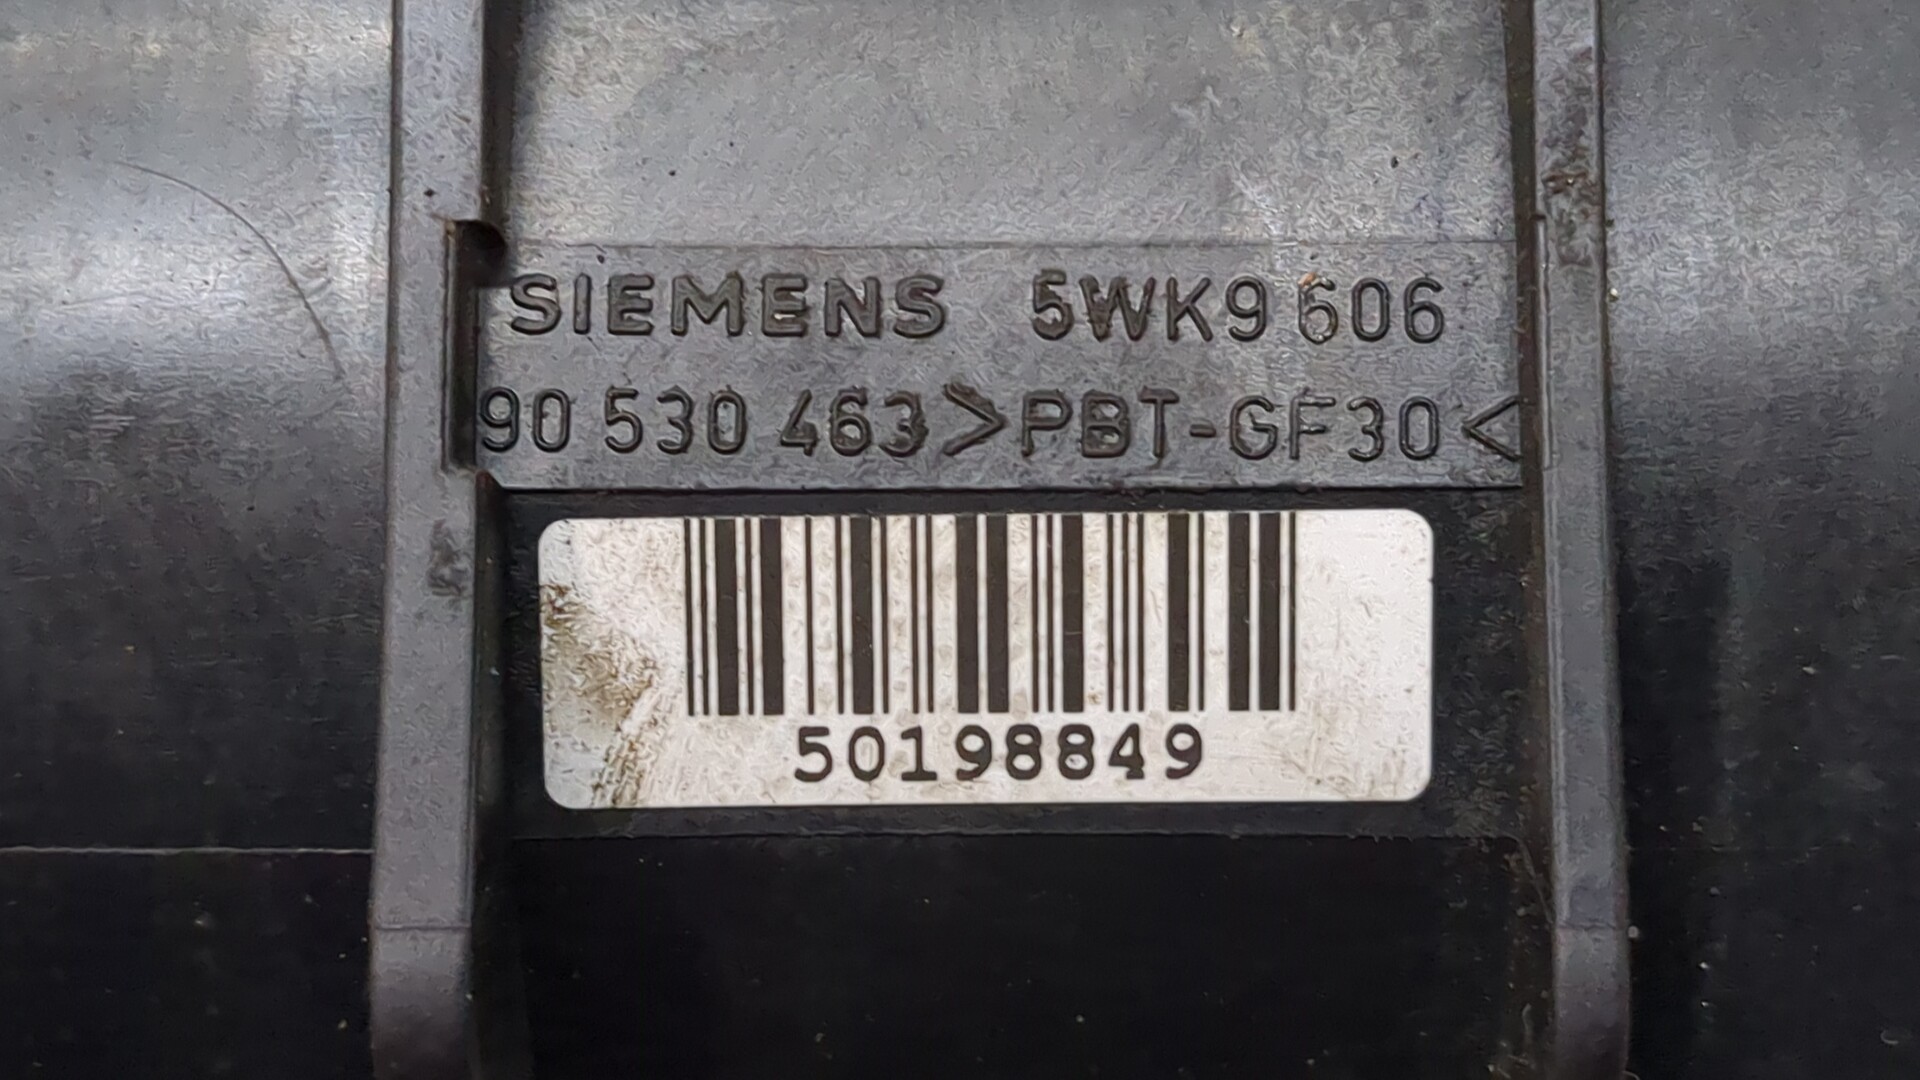 SIEMENS 5WK9 606
90 530 463>PBT-GF30<
50198849